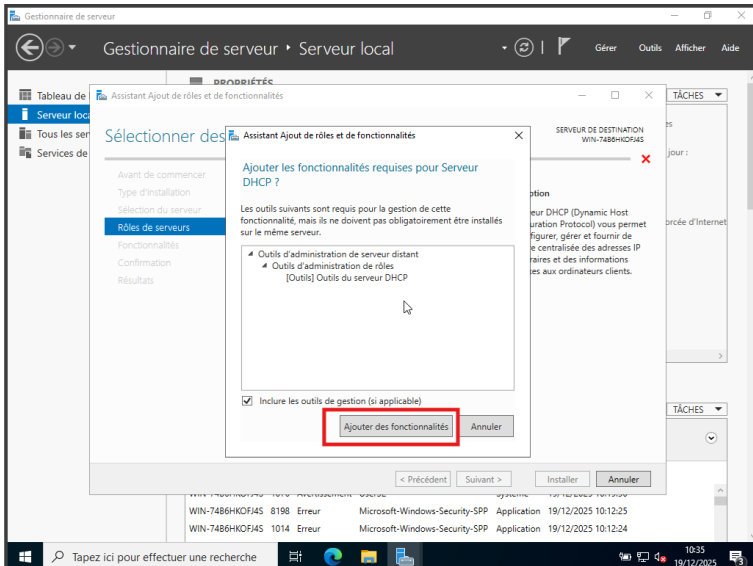 Gestionnaire de serveur
Gestionnaire de serveur • Serveur local
Gérer Outils Afficher Aide
PROPRIÉTÉS
TÂCHES
Tableau de
Serveur loca
Tous les ser
Services de
Assistant Ajout de rôles et de fonctionnalités
Sélectionner des
SERVEUR DE DESTINATION
WIN-74B6HKOFJ4S
Avant de commencer
Type d'installation
Sélection du serveur
Rôles de serveurs
Fonctionnalités
Confirmation
Résultats
Assistant Ajout de rôles et de fonctionnalités
Ajouter les fonctionnalités requises pour Serveur
DHCP ?
Les outils suivants sont requis pour la gestion de cette
fonctionnalité, mais ils ne doivent pas obligatoirement être installés
sur le même serveur.
Outils d'administration de serveur distant
Outils d'administration de rôles
[Outils] Outils du serveur DHCP
Inclure les outils de gestion (si applicable)
Ajouter des fonctionnalités Annuler
ption
eur DHCP (Dynamic Host
uration Protocol) vous permet
figurer, gérer et fournir de
e centralisée des adresses IP
raires et des informations
es aux ordinateurs clients.
es
jour :
orcée d'Internet
TÂCHES
< Précédent Suivant > Installer Annuler
WIN-74B6HKOFJ4S 8198 Erreur Microsoft-Windows-Security-SPP Application 19/12/2025 10:12:25
WIN-74B6HKOFJ4S 1014 Erreur Microsoft-Windows-Security-SPP Application 19/12/2025 10:12:24
Tapez ici pour effectuer une recherche
10:35
19/12/2025